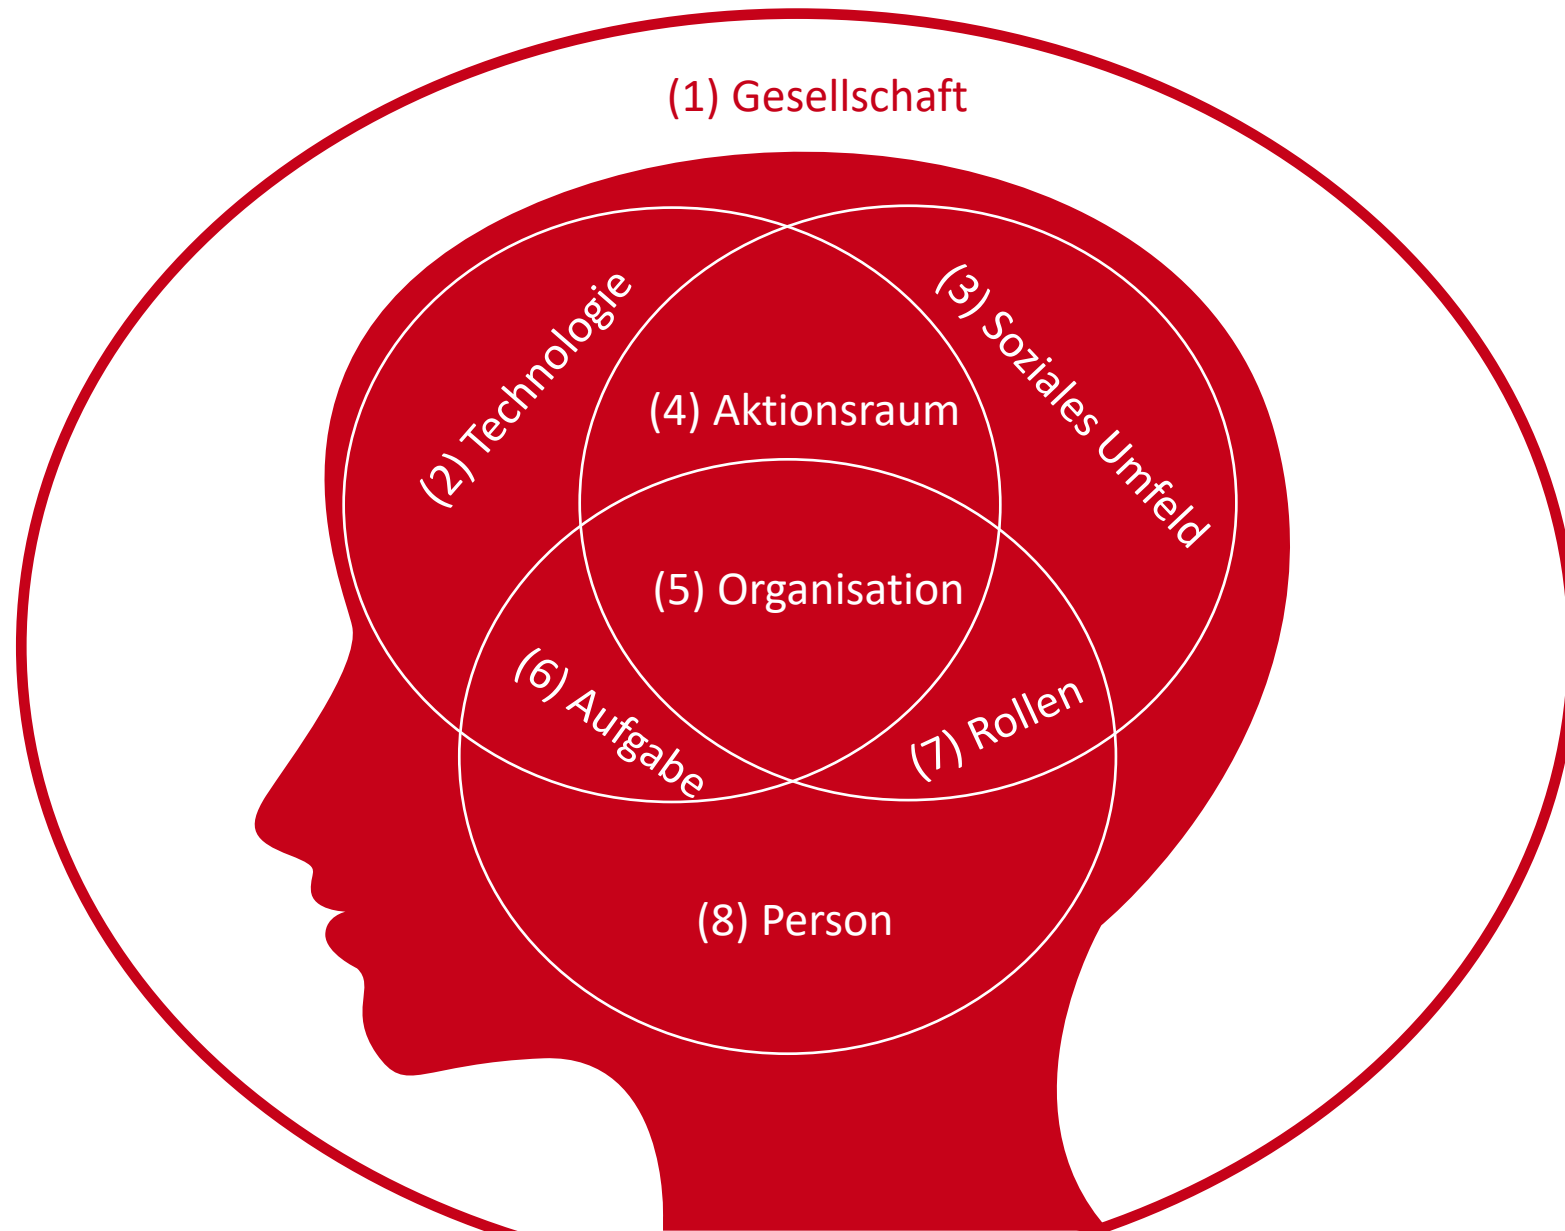 (1) Gesellschaft
(2) Technologie
(3) Soziales Umfeld
(4) Aktionsraum
(5) Organisation
(6) Aufgabe
(7) Rollen
(8) Person